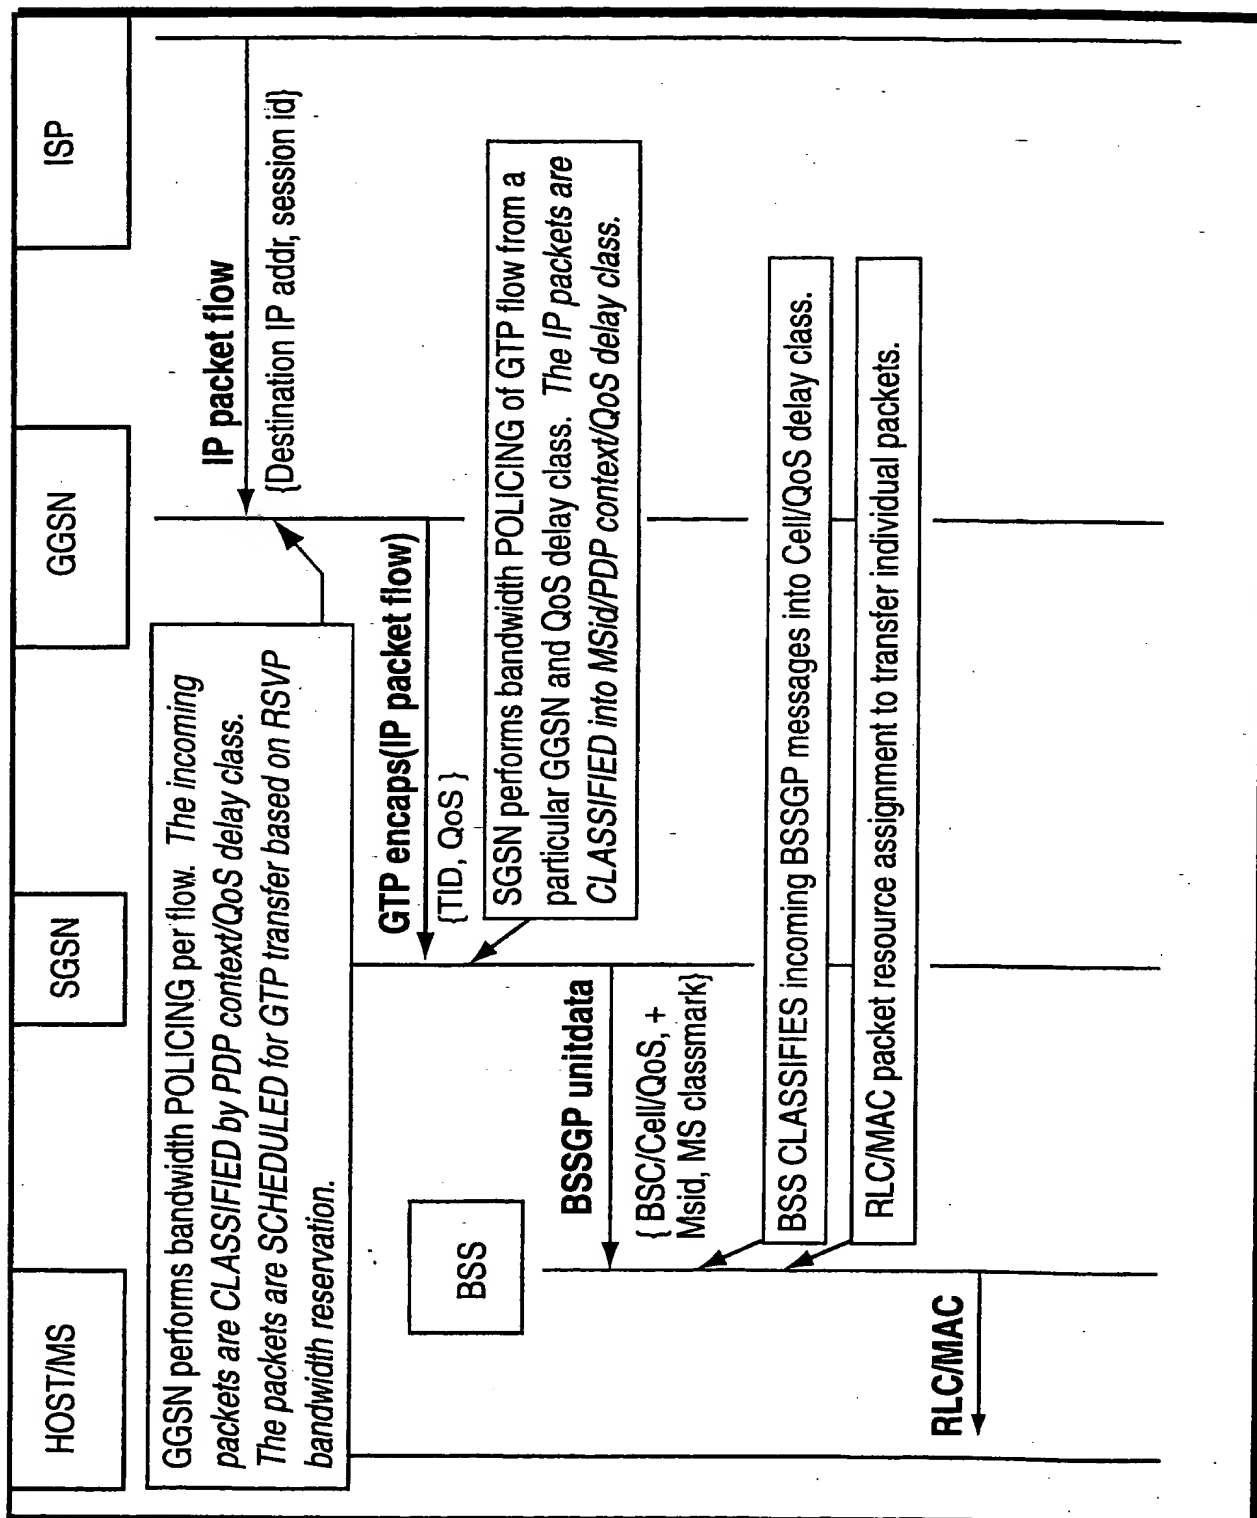 HOST/MS
SGSN
GGSN
ISP
GGSN performs bandwidth POLICING per flow. The incoming
packets are CLASSIFIED by PDP context/QoS delay class.
The packets are SCHEDULED for GTP transfer based on RSVP
bandwidth reservation.
IP packet flow
{Destination IP addr, session id}
GTP encaps(IP packet flow)
{TID, QoS }
BSS
SGSN performs bandwidth POLICING of GTP flow from a
particular GGSN and QoS delay class. The IP packets are
CLASSIFIED into MSid/PDP context/QoS delay class.
BSSGP unitdata
{ BSC/Cell/QoS, +
Msid, MS classmark}
BSS CLASSIFIES incoming BSSGP messages into Cell/QoS delay class.
RLC/MAC packet resource assignment to transfer individual packets.
RLC/MAC